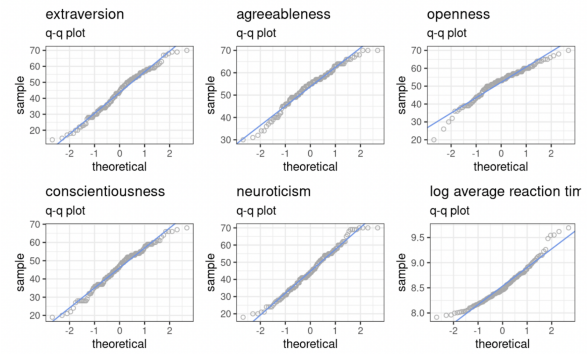 extraversion
q-q plot
sample
70
60
50
40
30
20
-2 -1 0 1 2
theoretical
agreeableness
q-q plot
sample
70
60
50
40
30
-2 -1 0 1 2
theoretical
openness
q-q plot
sample
70
60
50
40
30
20
-2 -1 0 1 2
theoretical
conscientiousness
q-q plot
sample
70
60
50
40
30
20
-2 -1 0 1 2
theoretical
neuroticism
q-q plot
sample
70
60
50
40
30
20
-2 -1 0 1 2
theoretical
log average reaction tim
q-q plot
sample
9.5
9.0
8.5
8.0
-2 -1 0 1 2
theoretical